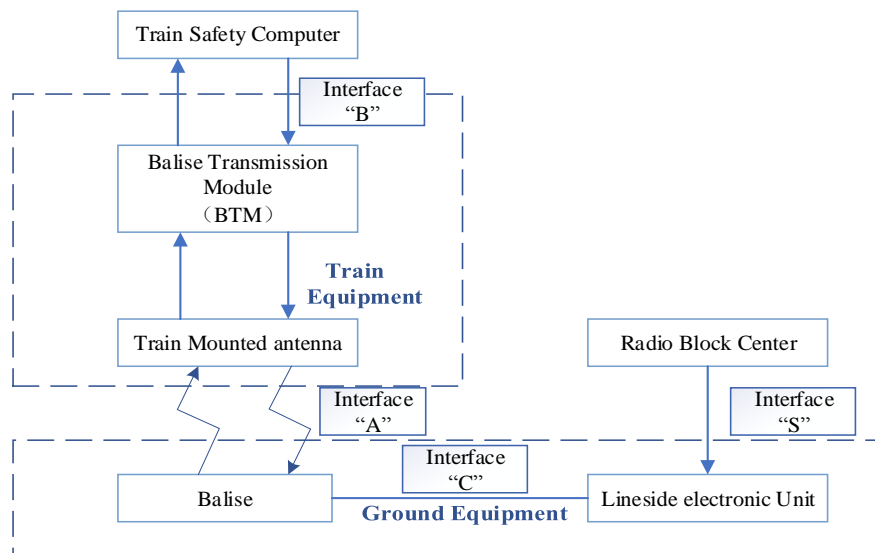 Train Safety Computer
Interface
“B”
Balise Transmission
Module
（BTM）
Train
Equipment
Train Mounted antenna
Radio Block Center
Interface
“A”
Interface
“S”
Interface
“C”
Balise
Lineside electronic Unit
Ground Equipment